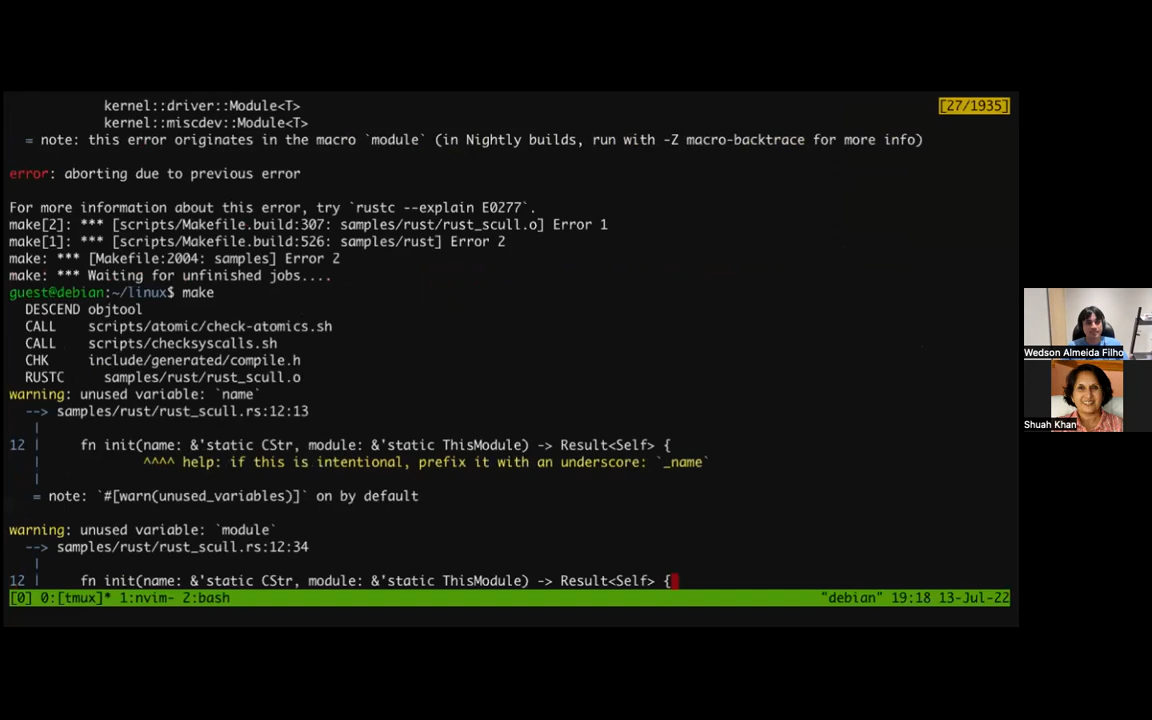 kernel::driver::Module<T>
kernel::miscdev::Module<T>
[27/1935]
= note: this error originates in the macro `module` (in Nightly builds, run with -Z macro-backtrace for more info)
error: aborting due to previous error
For more information about this error, try `rustc --explain E0277`.
make[2]: *** [scripts/Makefile.build:307: samples/rust/rust_scull.o] Error 1
make[1]: *** [scripts/Makefile.build:526: samples/rust] Error 2
make: *** [Makefile:2004: samples] Error 2
make: *** Waiting for unfinished jobs....
guest@debian:~/linux$ make
DESCEND objtool
CALL scripts/atomic/check-atomics.sh
CALL scripts/checksyscalls.sh
CHK include/generated/compile.h
RUSTC samples/rust/rust_scull.o
warning: unused variable: `name`
--> samples/rust/rust_scull.rs:12:13
|
12 | fn init(name: &'static CStr, module: &'static ThisModule) -> Result<Self> {
| ^^^^ help: if this is intentional, prefix it with an underscore: `_name`
|
= note: `#[warn(unused_variables)]` on by default
warning: unused variable: `module`
--> samples/rust/rust_scull.rs:12:34
|
12 | fn init(name: &'static CStr, module: &'static ThisModule) -> Result<Self> {
[0] 0:[tmux]* 1:nvim- 2:bash "debian" 19:18 13-Jul-22
Wedson Almeida Filho
Shuah Khan